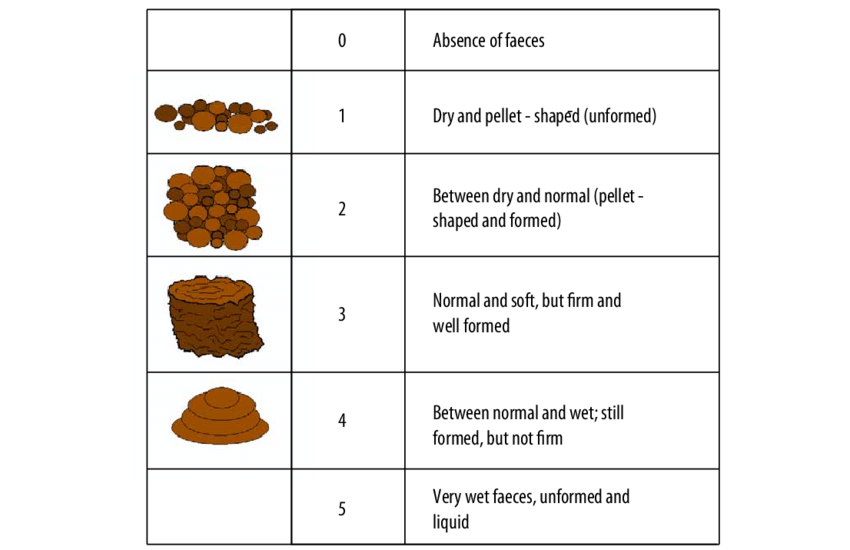 0 Absence of faeces
1 Dry and pellet - shaped (unformed)
2 Between dry and normal (pellet -
shaped and formed)
3 Normal and soft, but firm and
well formed
4 Between normal and wet; still
formed, but not firm
5 Very wet faeces, unformed and
liquid